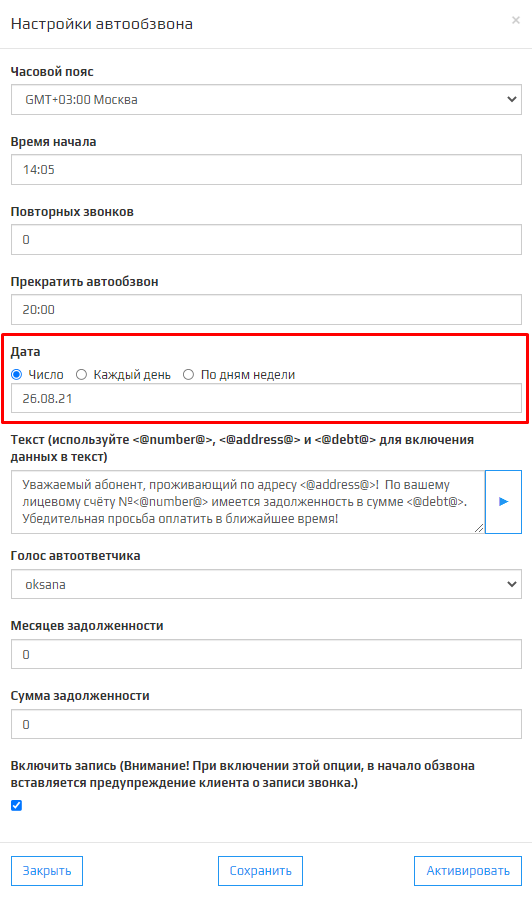 Настройки автообзвона
×
Часовой пояс
GMT+03:00 Москва
Время начала
14:05
Повторных звонков
0
Прекратить автообзвон
20:00
Дата
Число Каждый день По дням недели
26.08.21
Текст (используйте <@number@>, <@address@> и <@debt@> для включения
данных в текст)
Уважаемый абонент, проживающий по адресу <@address@>! По вашему
лицевому счёту №<@number@> имеется задолженность в сумме <@debt@>.
Убедительная просьба оплатить в ближайшее время!
Голос автоответчика
oksana
Месяцев задолженности
0
Сумма задолженности
0
Включить запись (Внимание! При включении этой опции, в начало обзвона
вставляется предупреждение клиента о записи звонка.)
Закрыть Сохранить Активировать